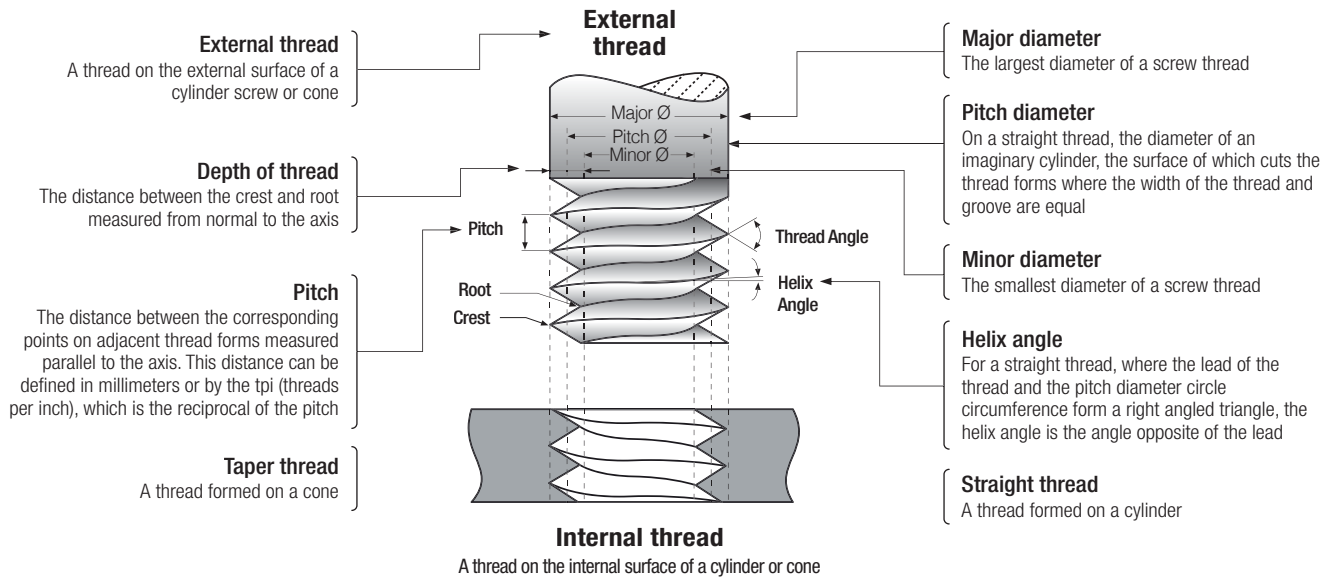 External
thread
External thread
A thread on the external surface of a
cylinder screw or cone
Depth of thread
The distance between the crest and root
measured from normal to the axis
Pitch
The distance between the corresponding
points on adjacent thread forms measured
parallel to the axis. This distance can be
defined in millimeters or by the tpi (threads
per inch), which is the reciprocal of the pitch
Taper thread
A thread formed on a cone
Major Ø
Pitch Ø
Minor Ø
Pitch
Root
Crest
Thread Angle
Helix
Angle
Major diameter
The largest diameter of a screw thread
Pitch diameter
On a straight thread, the diameter of an
imaginary cylinder, the surface of which cuts the
thread forms where the width of the thread and
groove are equal
Minor diameter
The smallest diameter of a screw thread
Helix angle
For a straight thread, where the lead of the
thread and the pitch diameter circle
circumference form a right angled triangle, the
helix angle is the angle opposite of the lead
Straight thread
A thread formed on a cylinder
Internal thread
A thread on the internal surface of a cylinder or cone